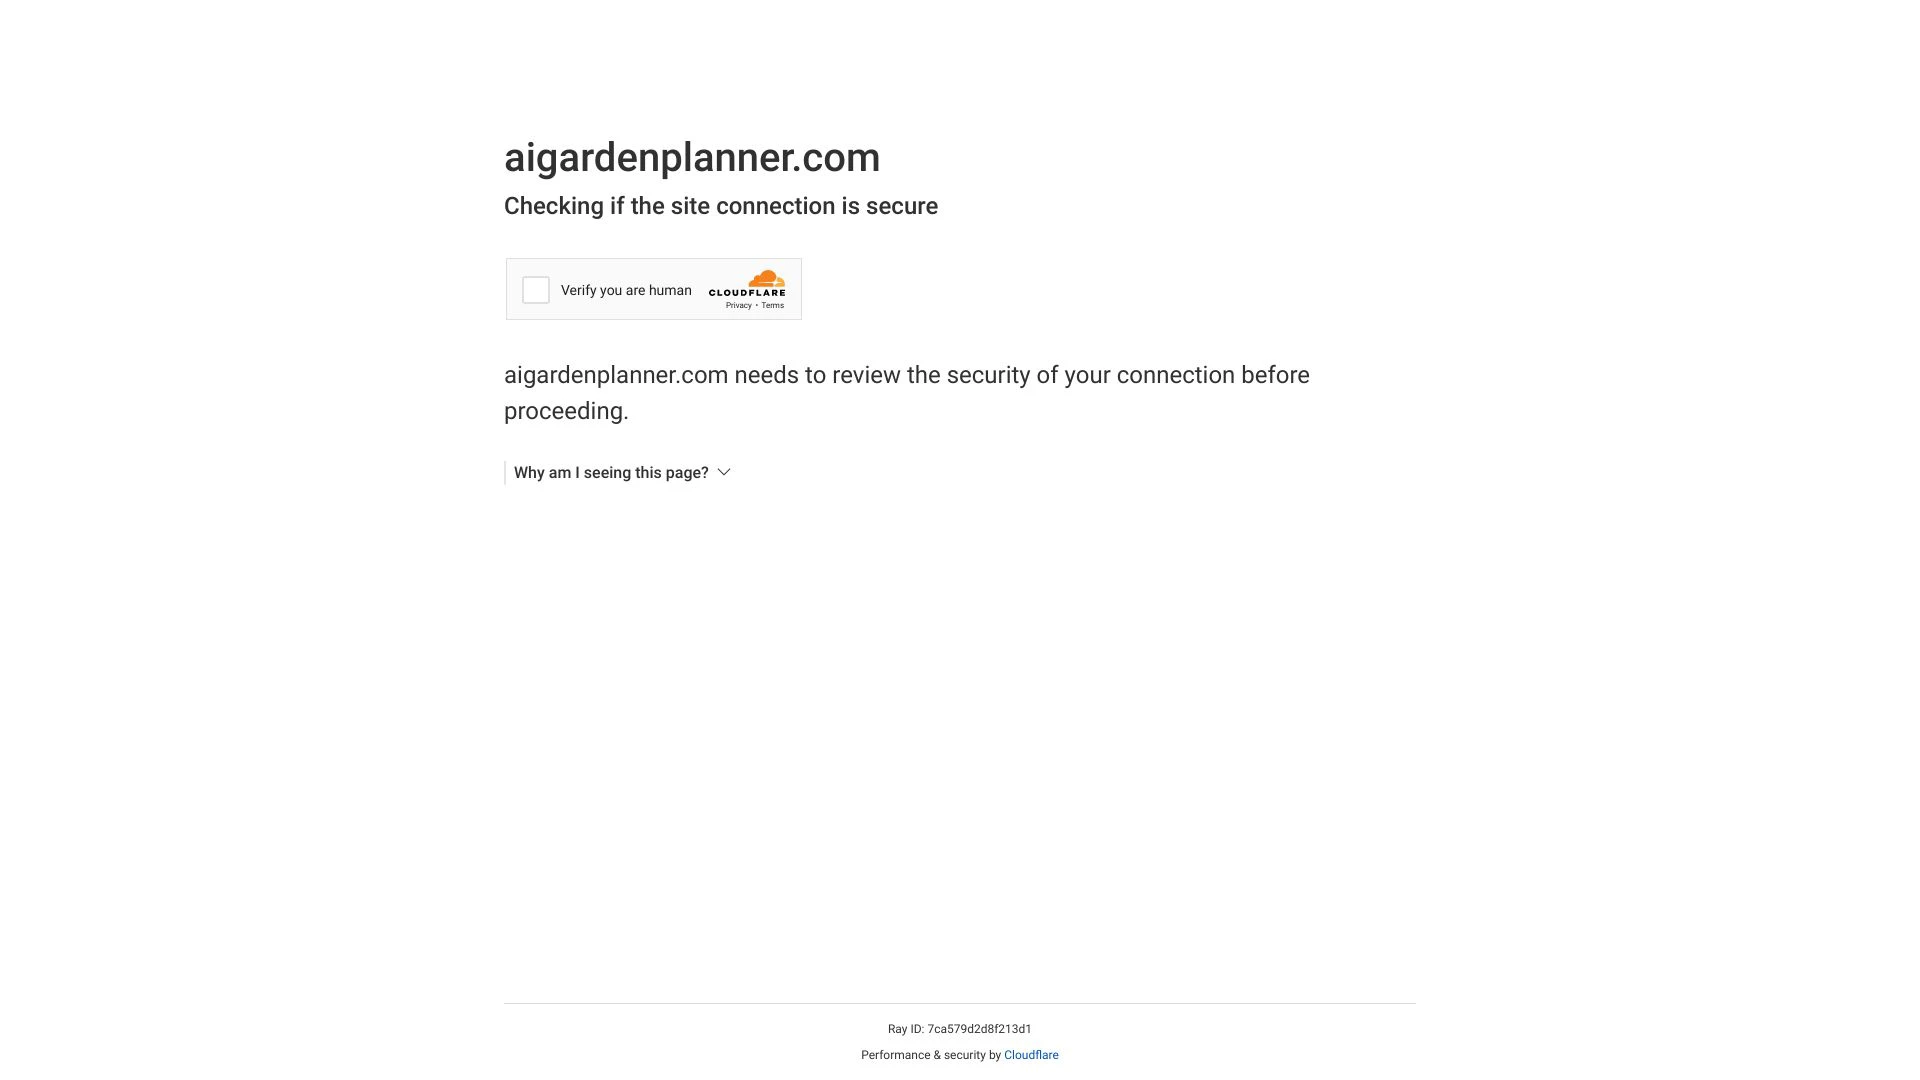 aigardenplanner.com
Checking if the site connection is secure
Verify you are human
CLOUDFLARE
Privacy • Terms
aigardenplanner.com needs to review the security of your connection before
proceeding.
Why am I seeing this page?
Ray ID: 7ca579d2d8f213d1
Performance & security by Cloudflare